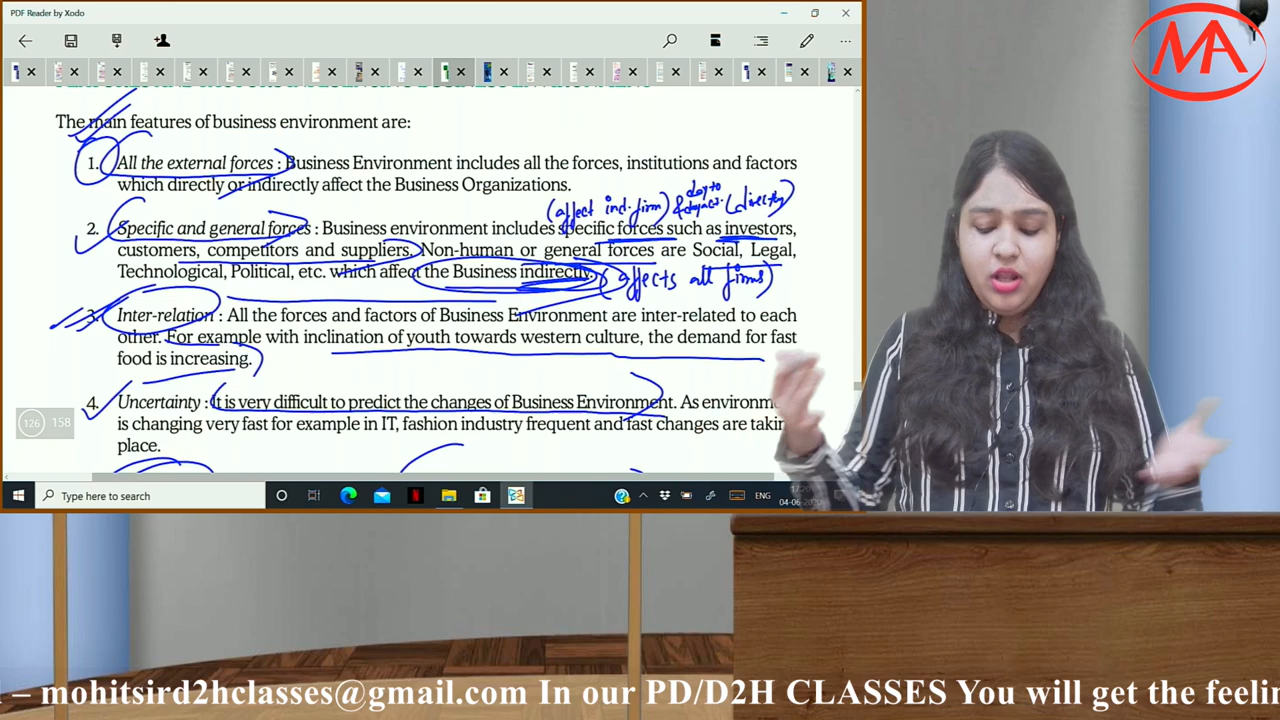 PDF Reader by Xodo
MA
The main features of business environment are:
1. All the external forces : Business Environment includes all the forces, institutions and factors
which directly or indirectly affect the Business Organizations.
(affect ind. firm) & day to day act. (directly)
2. Specific and general forces : Business environment includes specific forces such as investors,
customers, competitors and suppliers. Non-human or general forces are Social, Legal,
Technological, Political, etc. which affect the Business indirectly. (affects all firms)
3. Inter-relation : All the forces and factors of Business Environment are inter-related to each
other. For example with inclination of youth towards western culture, the demand for fast
food is increasing.
4. Uncertainty : It is very difficult to predict the changes of Business Environment. As environm
is changing very fast for example in IT, fashion industry frequent and fast changes are takin
place.
126 158
Type here to search
ENG
04-06-20
– mohitsird2hclasses@gmail.com In our PD/D2H CLASSES You will get the feelin